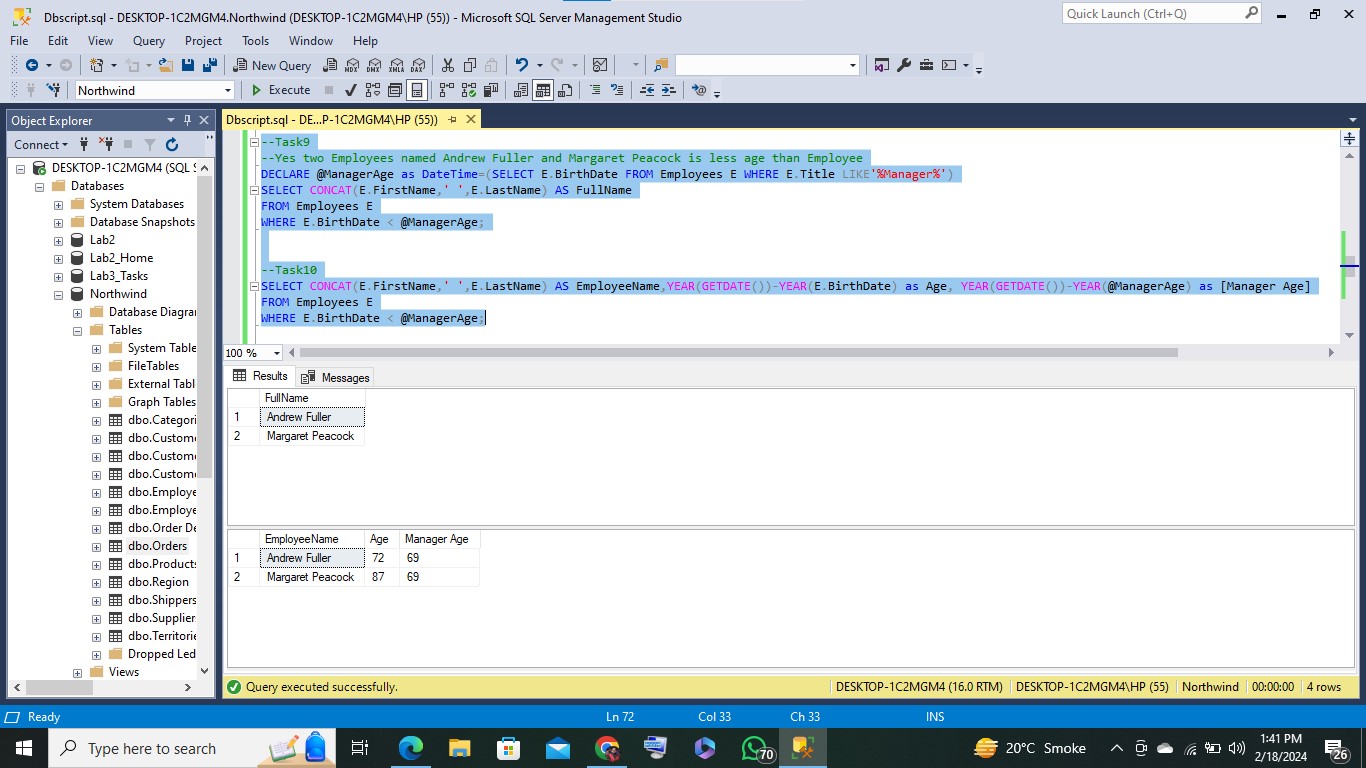 Dbscript.sql - DESKTOP-1C2MGM4.Northwind (DESKTOP-1C2MGM4\HP (55)) - Microsoft SQL Server Management Studio
Quick Launch (Ctrl+Q)
File Edit View Query Project Tools Window Help
New Query MDX DMX XMLA DAX
Northwind Execute
Object Explorer
Dbscript.sql - DE...P-1C2MGM4\HP (55))
Connect
DESKTOP-1C2MGM4 (SQL S
Databases
System Databases
Database Snapshots
Lab2
Lab2_Home
Lab3_Tasks
Northwind
Database Diagra
Tables
System Table
FileTables
External Tabl
Graph Tables
dbo.Categori
dbo.Custome
dbo.Custome
dbo.Custome
dbo.Employe
dbo.Employe
dbo.Order De
dbo.Orders
dbo.Products
dbo.Region
dbo.Shippers
dbo.Supplier
dbo.Territorie
Dropped Led
Views
--Task9
--Yes two Employees named Andrew Fuller and Margaret Peacock is less age than Employee
DECLARE @ManagerAge as DateTime=(SELECT E.BirthDate FROM Employees E WHERE E.Title LIKE'%Manager%')
SELECT CONCAT(E.FirstName,' ',E.LastName) AS FullName
FROM Employees E
WHERE E.BirthDate < @ManagerAge;
--Task10
SELECT CONCAT(E.FirstName,' ',E.LastName) AS EmployeeName,YEAR(GETDATE())-YEAR(E.BirthDate) as Age, YEAR(GETDATE())-YEAR(@ManagerAge) as [Manager Age]
FROM Employees E
WHERE E.BirthDate < @ManagerAge;
100 %
Results Messages
FullName
1 Andrew Fuller
2 Margaret Peacock
EmployeeName Age Manager Age
1 Andrew Fuller 72 69
2 Margaret Peacock 87 69
Query executed successfully. DESKTOP-1C2MGM4 (16.0 RTM) DESKTOP-1C2MGM4\HP (55) Northwind 00:00:00 4 rows
Ready Ln 72 Col 33 Ch 33 INS
Type here to search 70 20°C Smoke 1:41 PM
2/18/2024 26